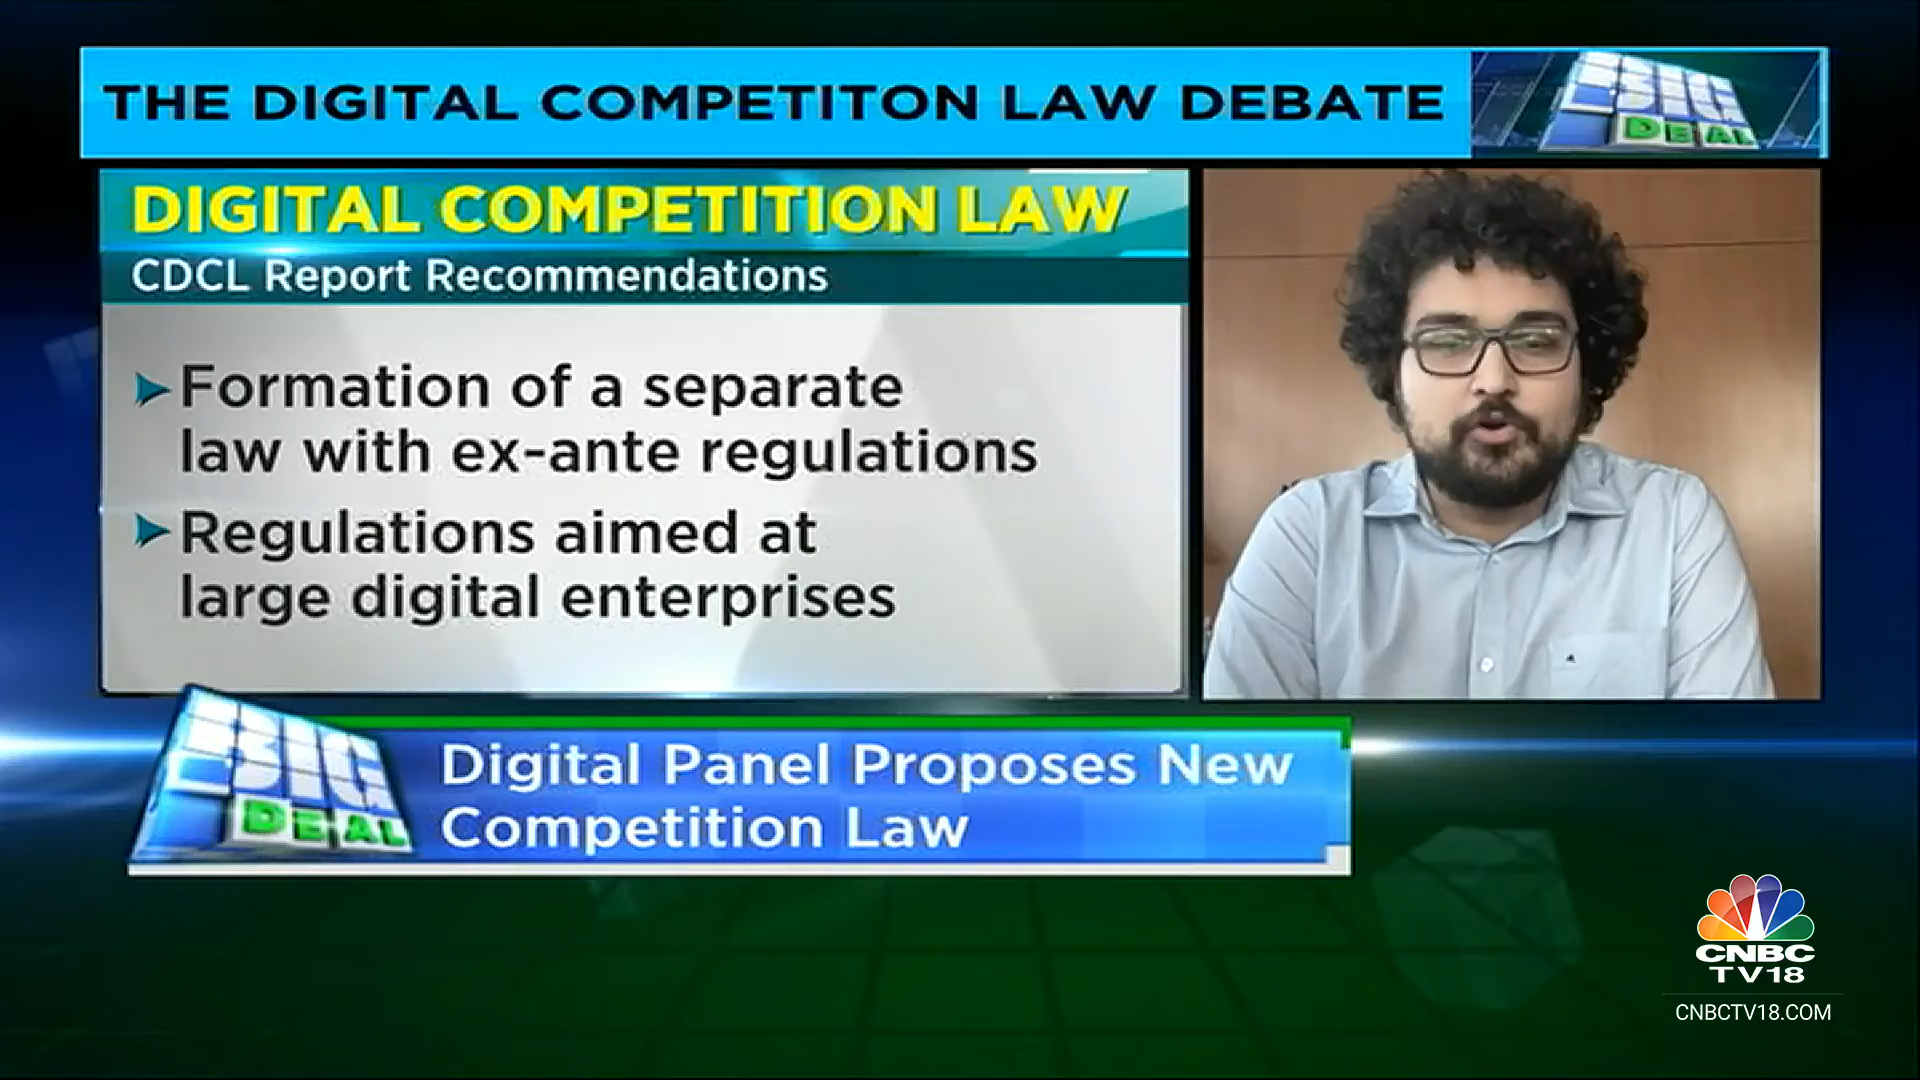 THE DIGITAL COMPETITON LAW DEBATE
BIG
DEAL
DIGITAL COMPETITION LAW
CDCL Report Recommendations
Formation of a separate
law with ex-ante regulations
Regulations aimed at
large digital enterprises
BIG
DEAL
Digital Panel Proposes New
Competition Law
CNBC
TV18
CNBCTV18.COM